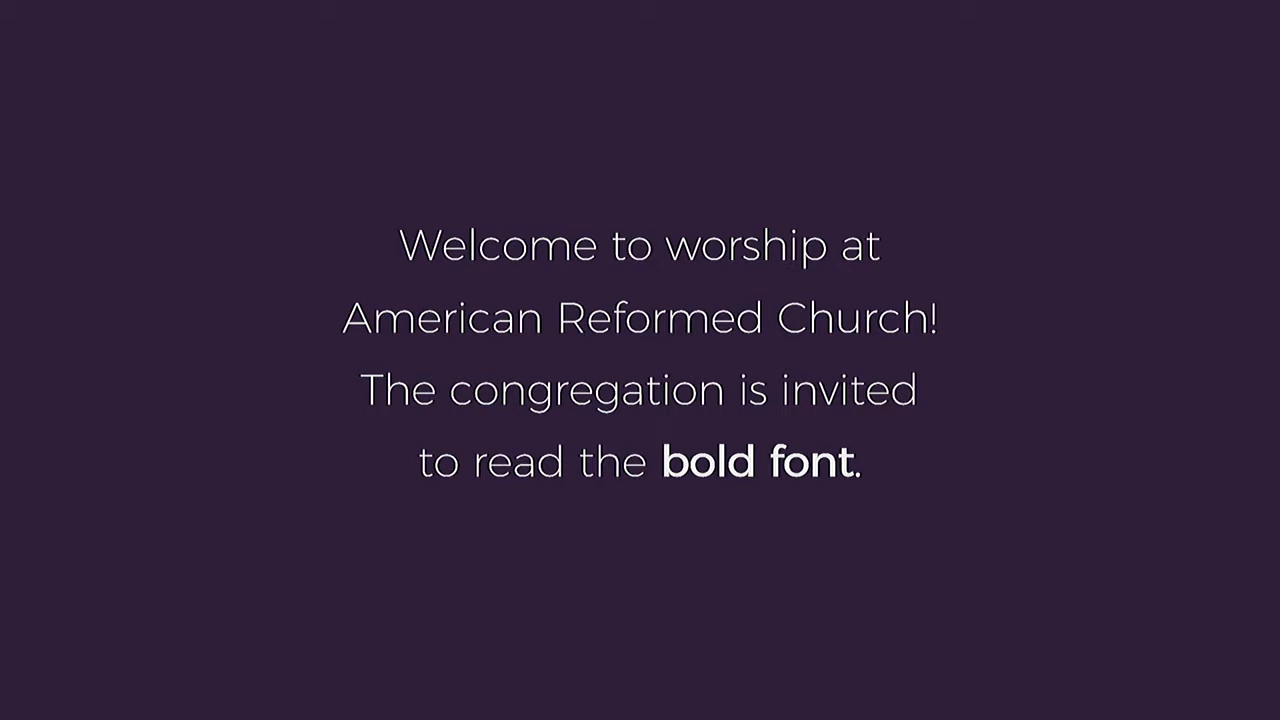 Welcome to worship at
American Reformed Church!
The congregation is invited
to read the bold font.